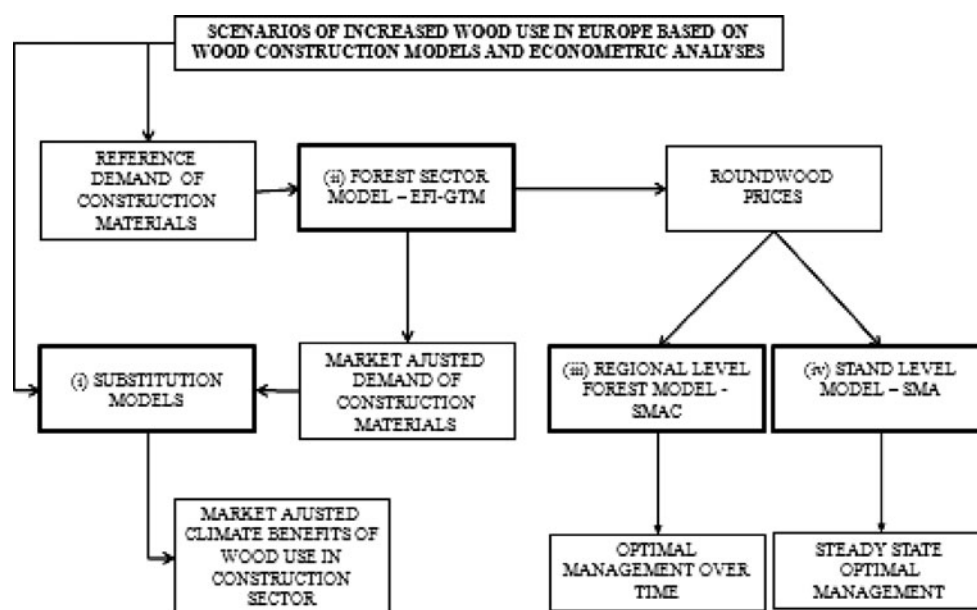 SCENARIOS OF INCREASED WOOD USE IN EUROPE BASED ON
WOOD CONSTRUCTION MODELS AND ECONOMETRIC ANALYSES
REFERENCE
DEMAND OF
CONSTRUCTION
MATERIALS
(ii) FOREST SECTOR
MODEL – EFI-GTM
ROUNDWOOD
PRICES
(i) SUBSTITUTION
MODELS
MARKET AJUSTED
DEMAND OF
CONSTRUCTION
MATERIALS
(iii) REGIONAL LEVEL
FOREST MODEL -
SMAC
(iv) STAND LEVEL
MODEL – SMA
MARKET AJUSTED
CLIMATE BENEFITS OF
WOOD USE IN
CONSTRUCTION
SECTOR
OPTIMAL
MANAGEMENT OVER
TIME
STEADY STATE
OPTIMAL
MANAGEMENT